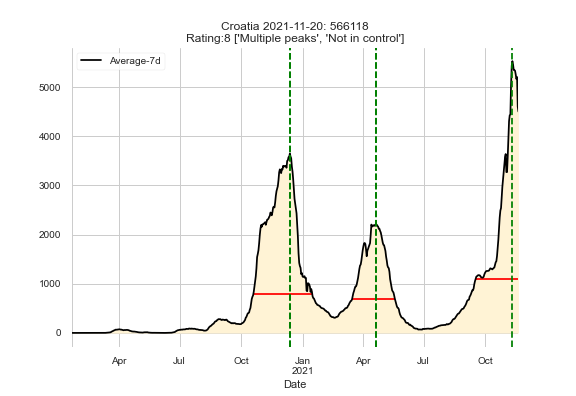 Croatia 2021-11-20: 566118
Rating:8 ['Multiple peaks', 'Not in control']
Average-7d
5000
4000
3000
2000
1000
0
Apr Jul Oct Jan Apr Jul Oct
2021
Date